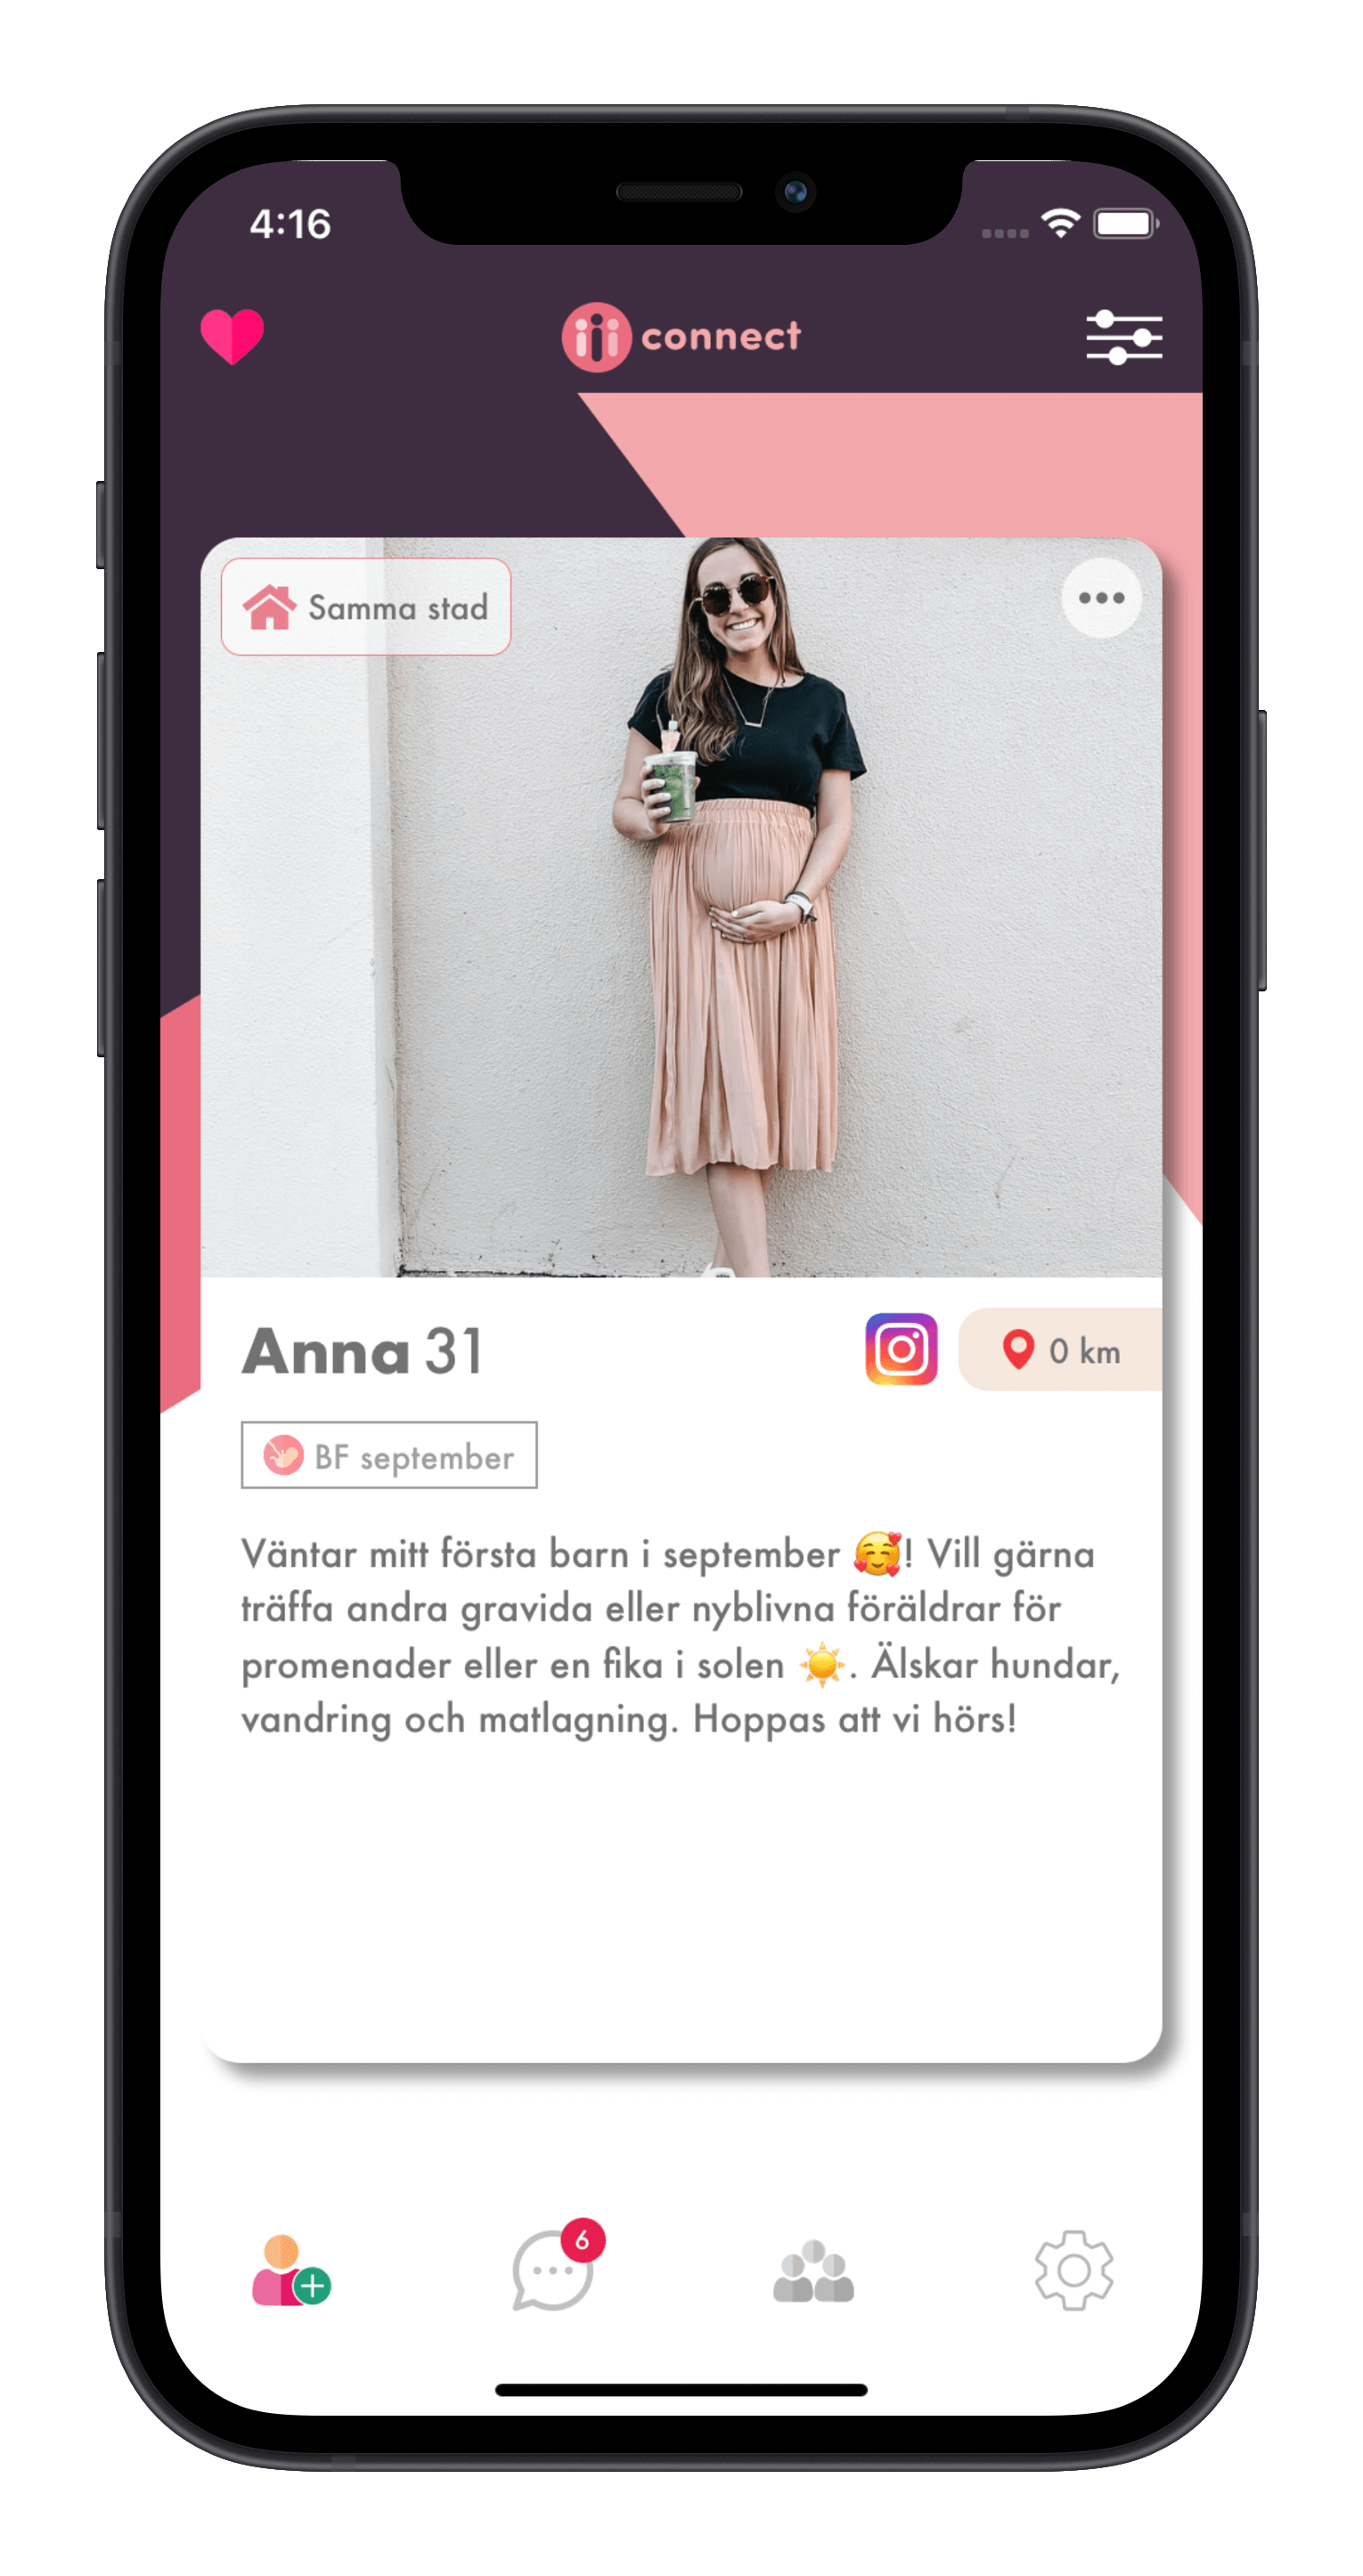 4:16
connect
Samma stad
Anna 31
0 km
BF september
Väntar mitt första barn i september 🥰! Vill gärna
träffa andra gravida eller nyblivna föräldrar för
promenader eller en fika i solen ☀️. Älskar hundar,
vandring och matlagning. Hoppas att vi hörs!
6